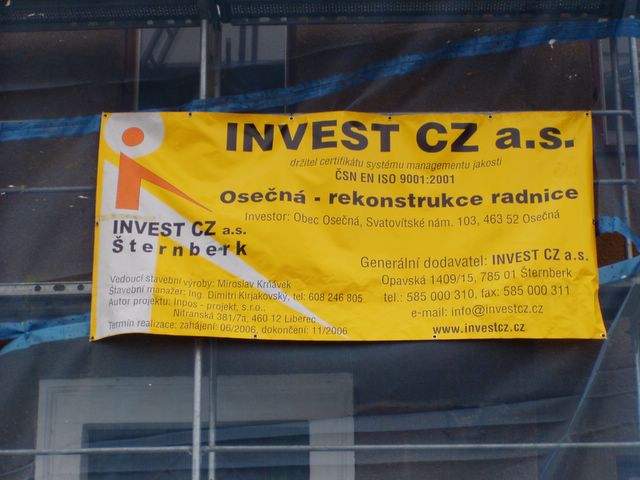 INVEST CZ a.s.
držitel certifikátu systému managementu jakosti
ČSN EN ISO 9001:2001
Osečná - rekonstrukce radnice
Investor: Obec Osečná, Svatovítské nám. 103, 463 52 Osečná
INVEST CZ a.s.
Šternberk
Generální dodavatel: INVEST CZ a.s.
Opavská 1409/15, 785 01 Šternberk
tel.: 585 000 310, fax: 585 000 311
e-mail: info@investcz.cz
www.investcz.cz
Vedoucí stavební výroby: Miroslav Krňávek
Stavební manažer: Ing. Dimitri Kirjakovský, tel: 608 246 805
Autor projektu: Inpos - projekt, s.r.o.,
Nitranská 381/7a, 460 12 Liberec
Termín realizace: zahájení: 06/2006, dokončení: 11/2006